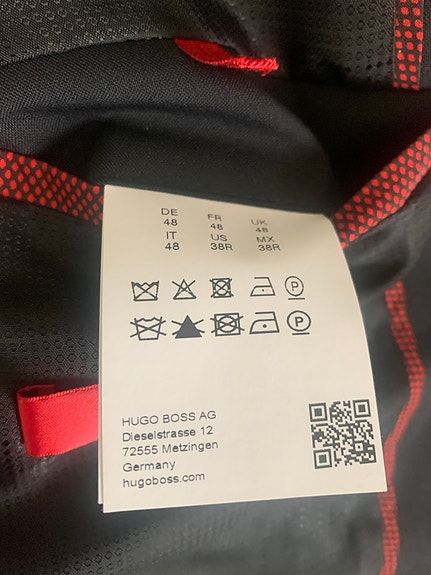 DE FR UK
48 48 48
IT US MX
48 38R 38R
P
P
HUGO BOSS AG
Dieselstrasse 12
72555 Metzingen
Germany
hugoboss.com